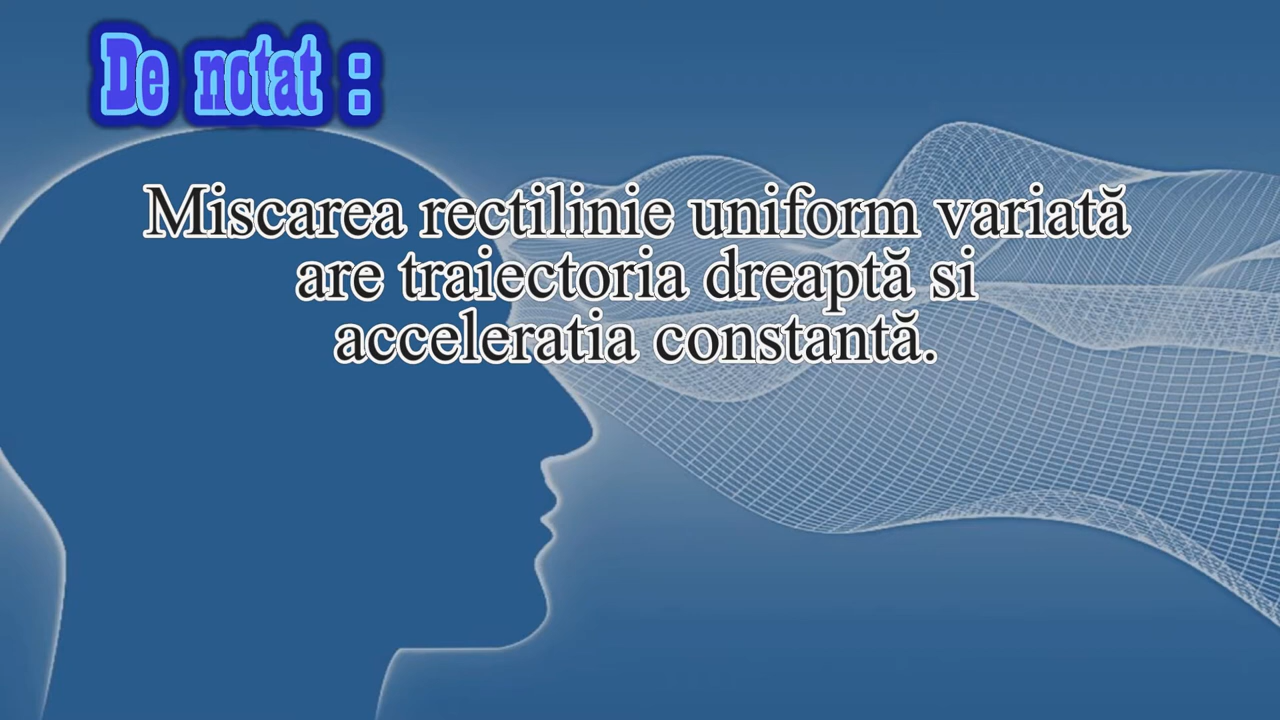 De notat :
Miscarea rectilinie uniform variată
are traiectoria dreaptă si
acceleratia constantă.